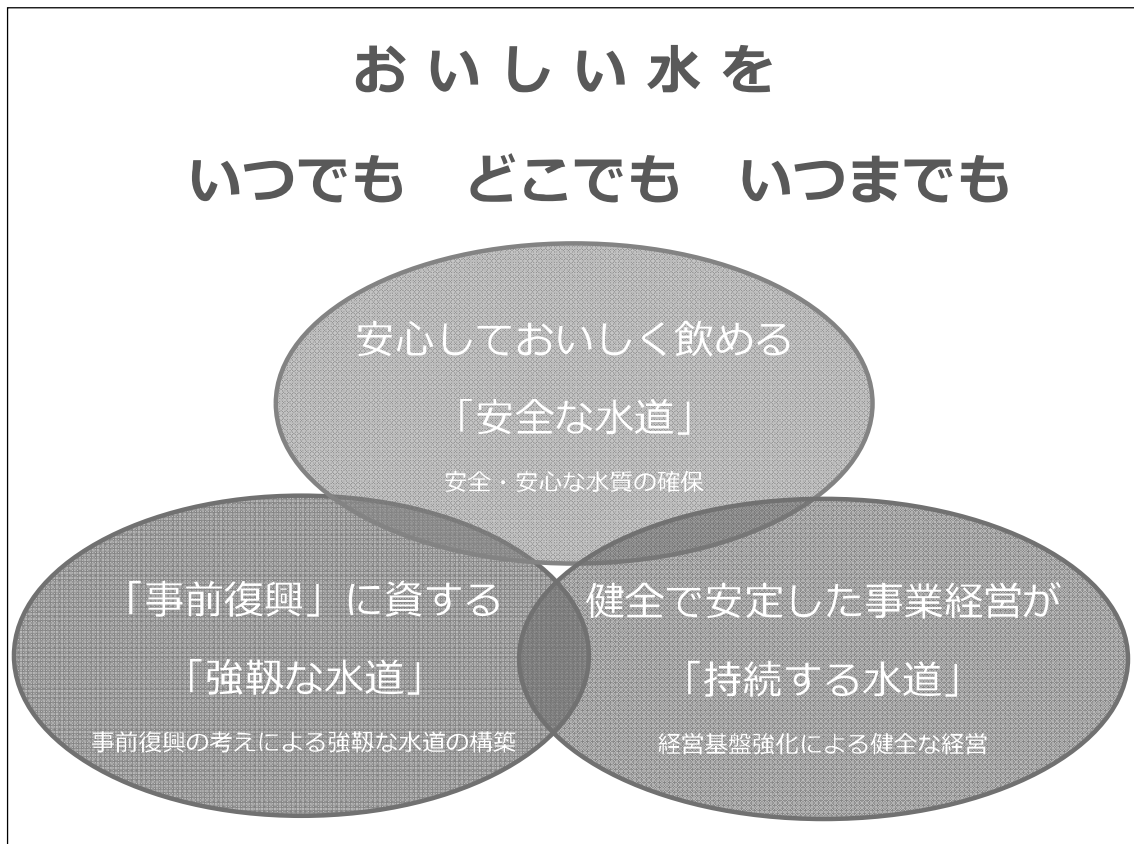 おいしい水を
いつでも　どこでも　いつまでも
安心しておいしく飲める
「安全な水道」
安全・安心な水質の確保
「事前復興」に資する
「強靱な水道」
事前復興の考えによる強靱な水道の構築
健全で安定した事業経営が
「持続する水道」
経営基盤強化による健全な経営